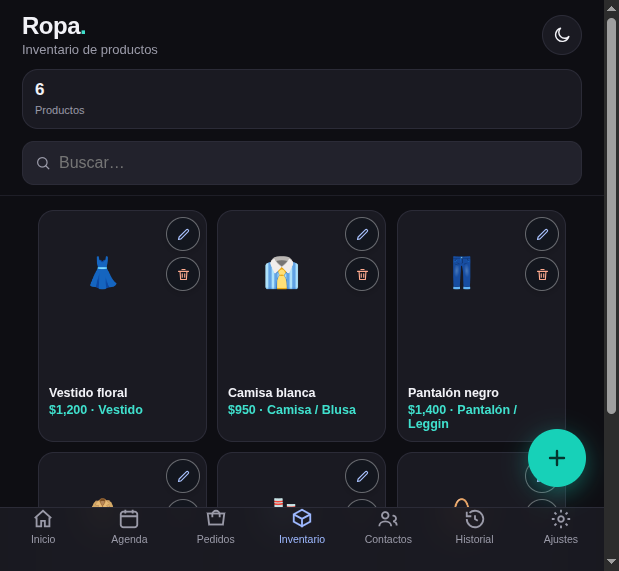 Ropa.
Inventario de productos
6
Productos
Buscar…
Vestido floral
$1,200 · Vestido
Camisa blanca
$950 · Camisa / Blusa
Pantalón negro
$1,400 · Pantalón /
Leggin
Inicio
Agenda
Pedidos
Inventario
Contactos
Historial
Ajustes